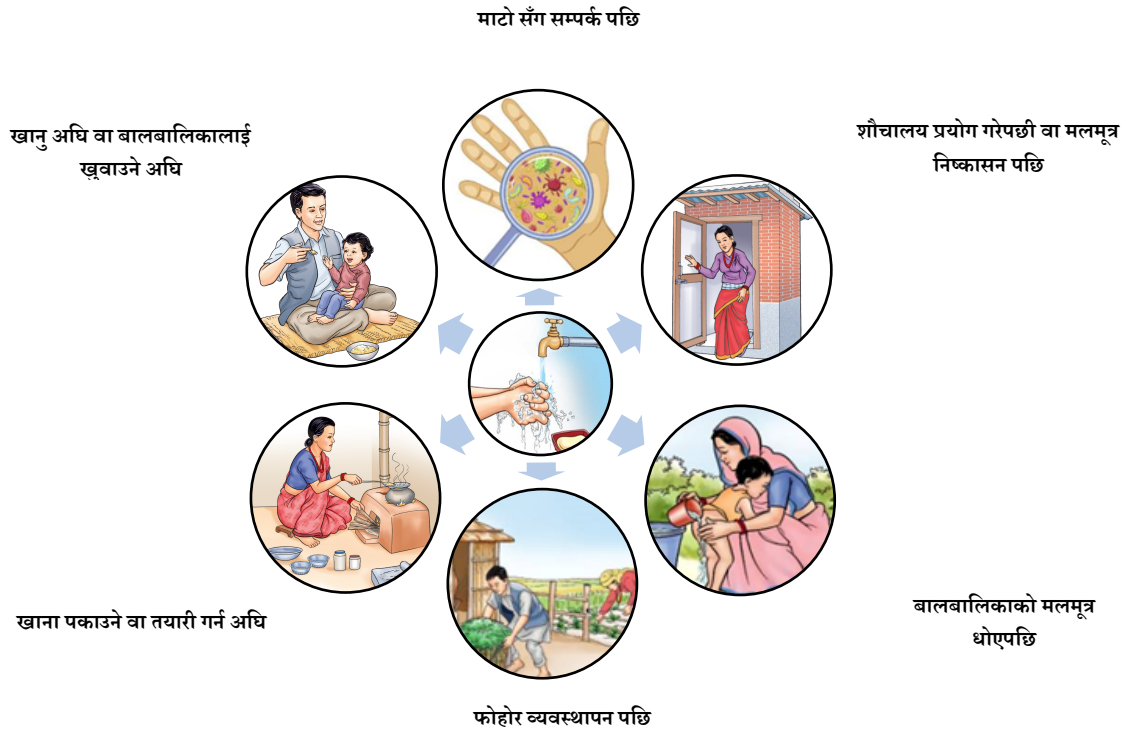 माटो सँग सम्पर्क पछि
खानु अघि वा बालबालिकालाई
खुवाउने अघि
शौचालय प्रयोग गरेपछी वा मलमूत्र
निष्कासन पछि
खाना पकाउने वा तयारी गर्न अघि
बालबालिकाको मलमूत्र
धोएपछि
फोहोर व्यवस्थापन पछि